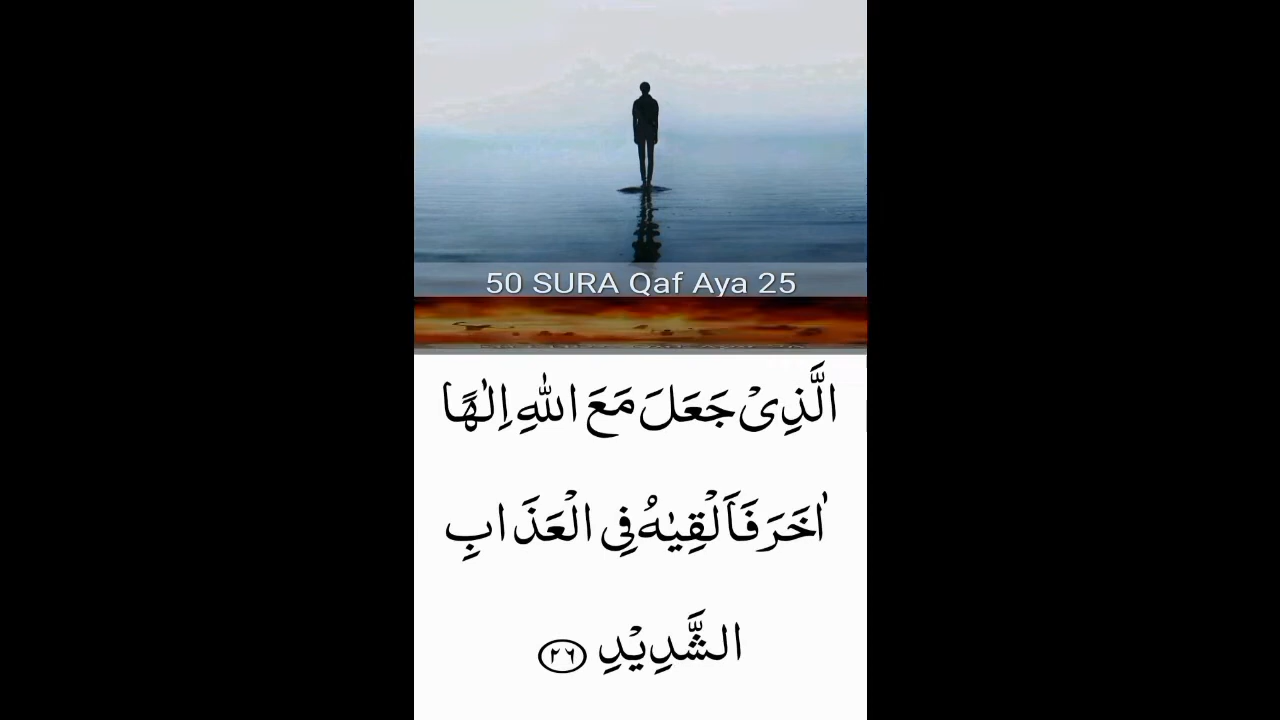 50 SURA Qaf Aya 25
الَّذِىْ جَعَلَ مَعَ اللّٰهِ اِلٰهًا
اٰخَرَ فَاَلْقِيٰهُ فِى الْعَذَابِ
الشَّدِيْدِ ٢٦